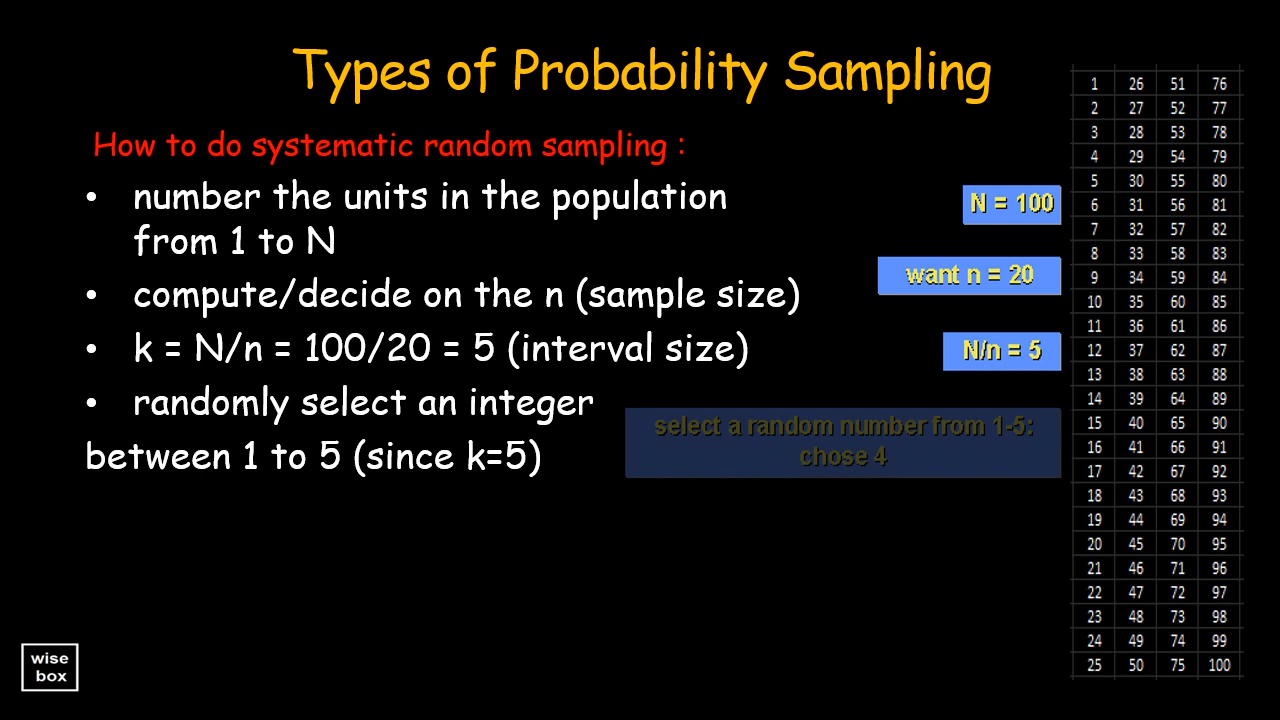 Types of Probability Sampling
How to do systematic random sampling :
• number the units in the population
from 1 to N
• compute/decide on the n (sample size)
• k = N/n = 100/20 = 5 (interval size)
• randomly select an integer
between 1 to 5 (since k=5)
N = 100
want n = 20
N/n = 5
select a random number from 1-5:
chose 4
1 26 51 76
2 27 52 77
3 28 53 78
4 29 54 79
5 30 55 80
6 31 56 81
7 32 57 82
8 33 58 83
9 34 59 84
10 35 60 85
11 36 61 86
12 37 62 87
13 38 63 88
14 39 64 89
15 40 65 90
16 41 66 91
17 42 67 92
18 43 68 93
19 44 69 94
20 45 70 95
21 46 71 96
22 47 72 97
23 48 73 98
24 49 74 99
25 50 75 100
wise
box